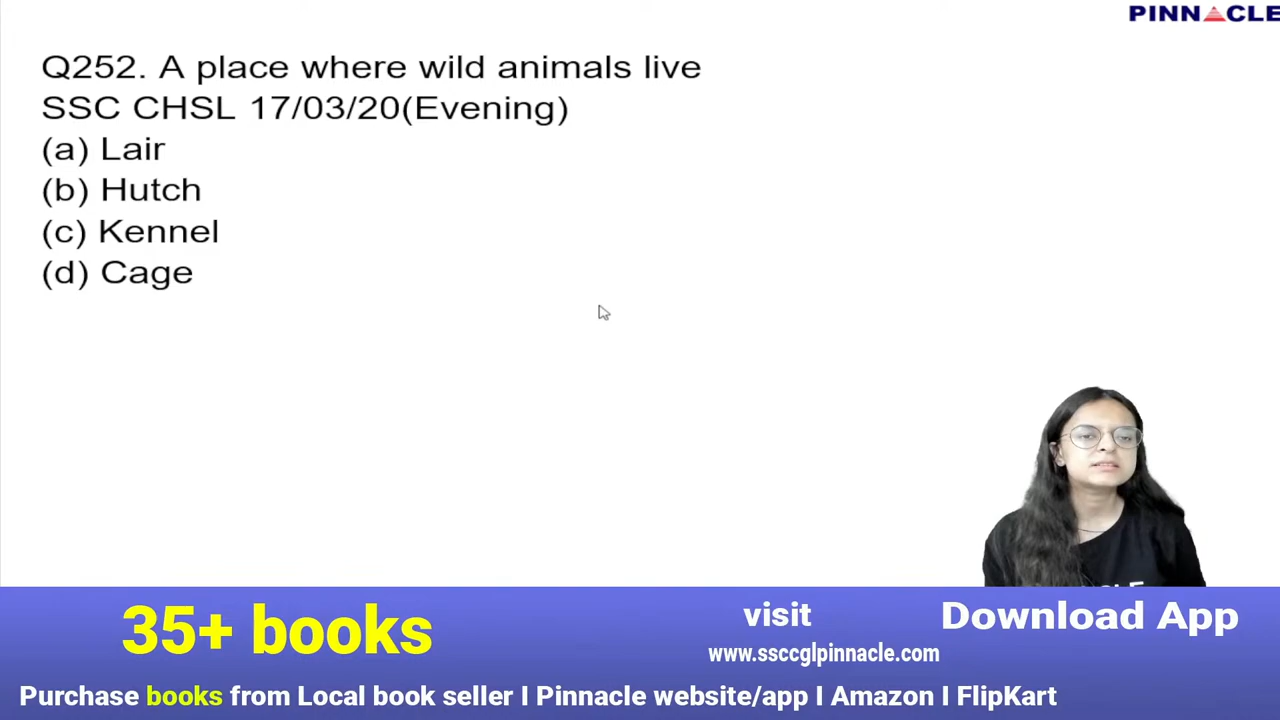 PINNACLE
Q252. A place where wild animals live
SSC CHSL 17/03/20(Evening)
(a) Lair
(b) Hutch
(c) Kennel
(d) Cage
35+ books
visit
www.ssccglpinnacle.com
Download App
Purchase books from Local book seller I Pinnacle website/app I Amazon I FlipKart